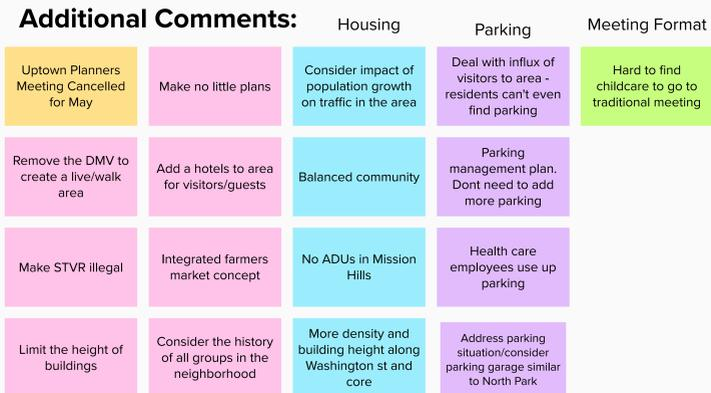 Additional Comments:
Housing
Parking
Meeting Format
Uptown Planners
Meeting Cancelled
for May
Make no little plans
Consider impact of
population growth
on traffic in the area
Deal with influx of
visitors to area -
residents can't even
find parking
Hard to find
childcare to go to
traditional meeting
Remove the DMV to
create a live/walk
area
Add a hotels to area
for visitors/guests
Balanced community
Parking
management plan.
Dont need to add
more parking
Make STVR illegal
Integrated farmers
market concept
No ADUs in Mission
Hills
Health care
employees use up
parking
Limit the height of
buildings
Consider the history
of all groups in the
neighborhood
More density and
building height along
Washington st and
core
Address parking
situation/consider
parking garage similar
to North Park